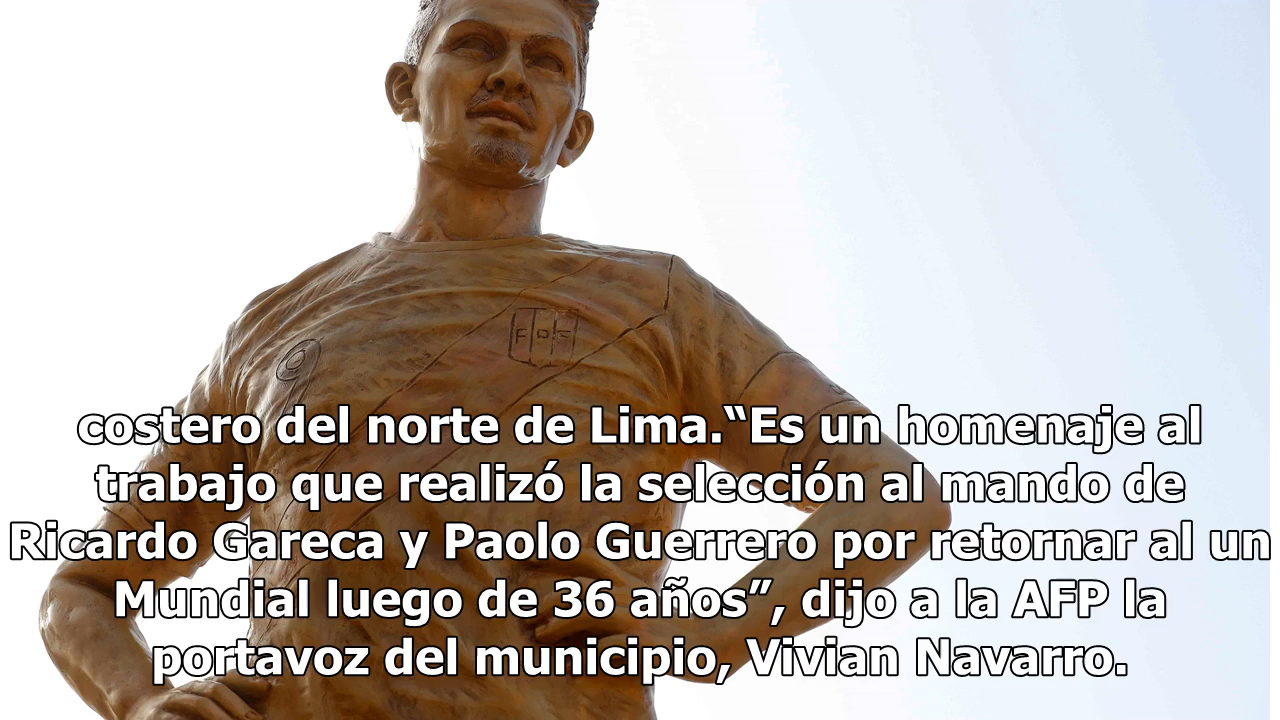 FPF
costero del norte de Lima.“Es un homenaje al
trabajo que realizó la selección al mando de
Ricardo Gareca y Paolo Guerrero por retornar al un
Mundial luego de 36 años”, dijo a la AFP la
portavoz del municipio, Vivian Navarro.